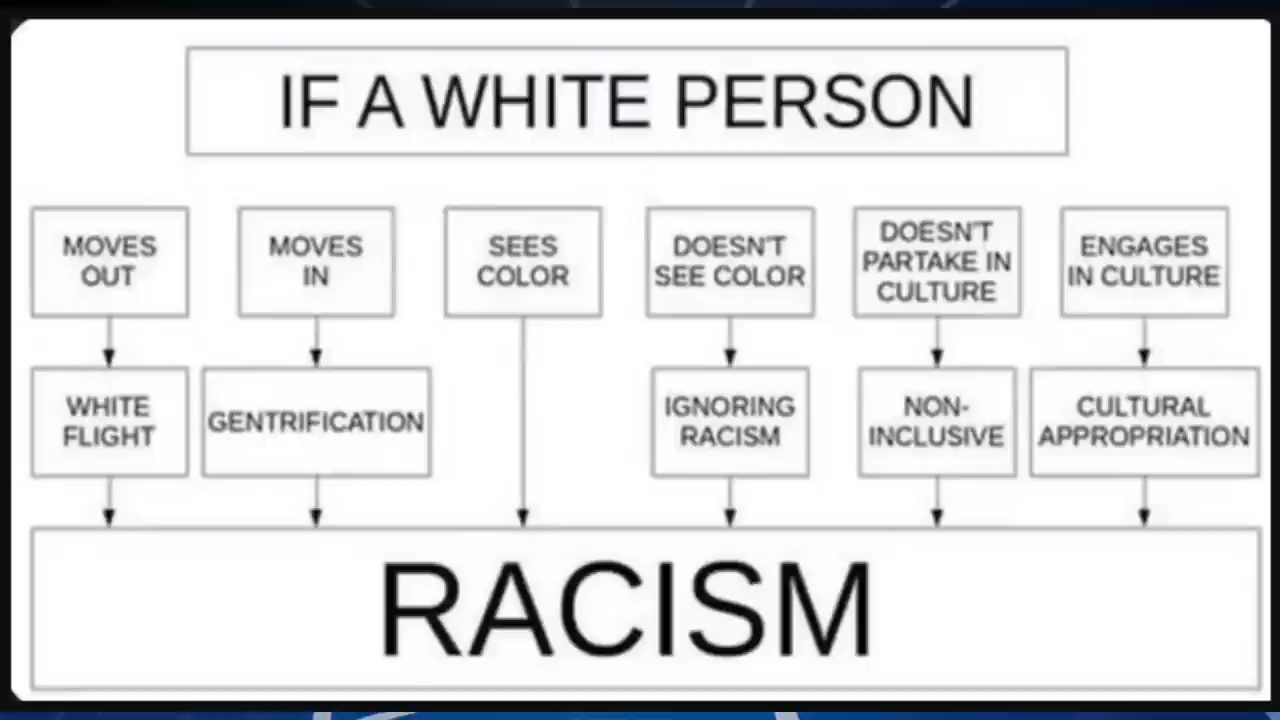 IF A WHITE PERSON
MOVES
OUT
MOVES
IN
SEES
COLOR
DOESN'T
SEE COLOR
DOESN'T
PARTAKE IN
CULTURE
ENGAGES
IN CULTURE
WHITE
FLIGHT
GENTRIFICATION
IGNORING
RACISM
NON-
INCLUSIVE
CULTURAL
APPROPRIATION
RACISM